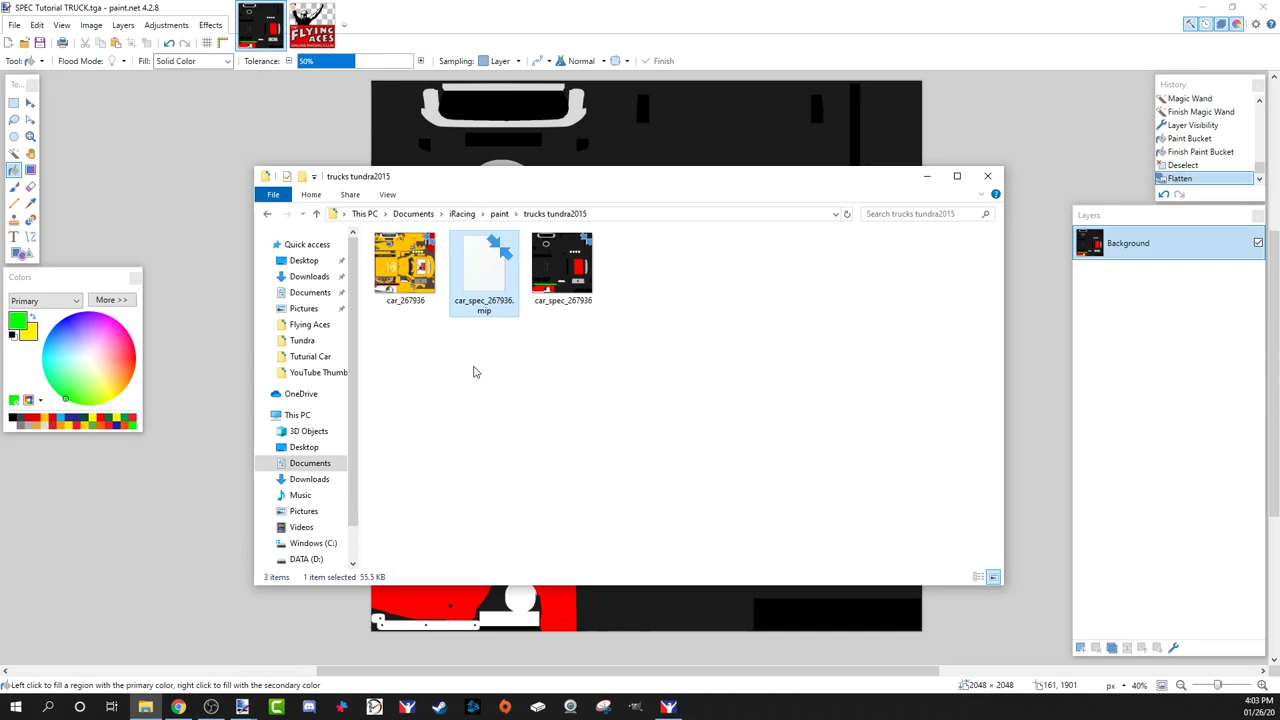 SPEC Tutorial TRUCK.tga - paint.net 4.2.8
File Edit View Image Layers Adjustments Effects
FLYING
ACES
Tool: Flood Mode: Fill: Solid Color Tolerance: 50% Sampling: Layer Normal Finish
To...
History
Magic Wand
Finish Magic Wand
Layer Visibility
Paint Bucket
Finish Paint Bucket
Deselect
Flatten
Layers
Background
Colors
Primary More >>
trucks tundra2015
File Home Share View
This PC Documents iRacing paint trucks tundra2015 Search trucks tundra2015
Quick access
Desktop
Downloads
Documents
Pictures
Flying Aces
Tundra
Tuturial Car
YouTube Thumb
OneDrive
This PC
3D Objects
Desktop
Documents
Downloads
Music
Pictures
Videos
Windows (C:)
DATA (D:)
car_267936
car_spec_267936.
mip
car_spec_267936
3 items 1 item selected 55.5 KB
Left click to fill a region with the primary color, right click to fill with the secondary color
2048 × 2048 161, 1901 px 40%
4:03 PM
01/26/20